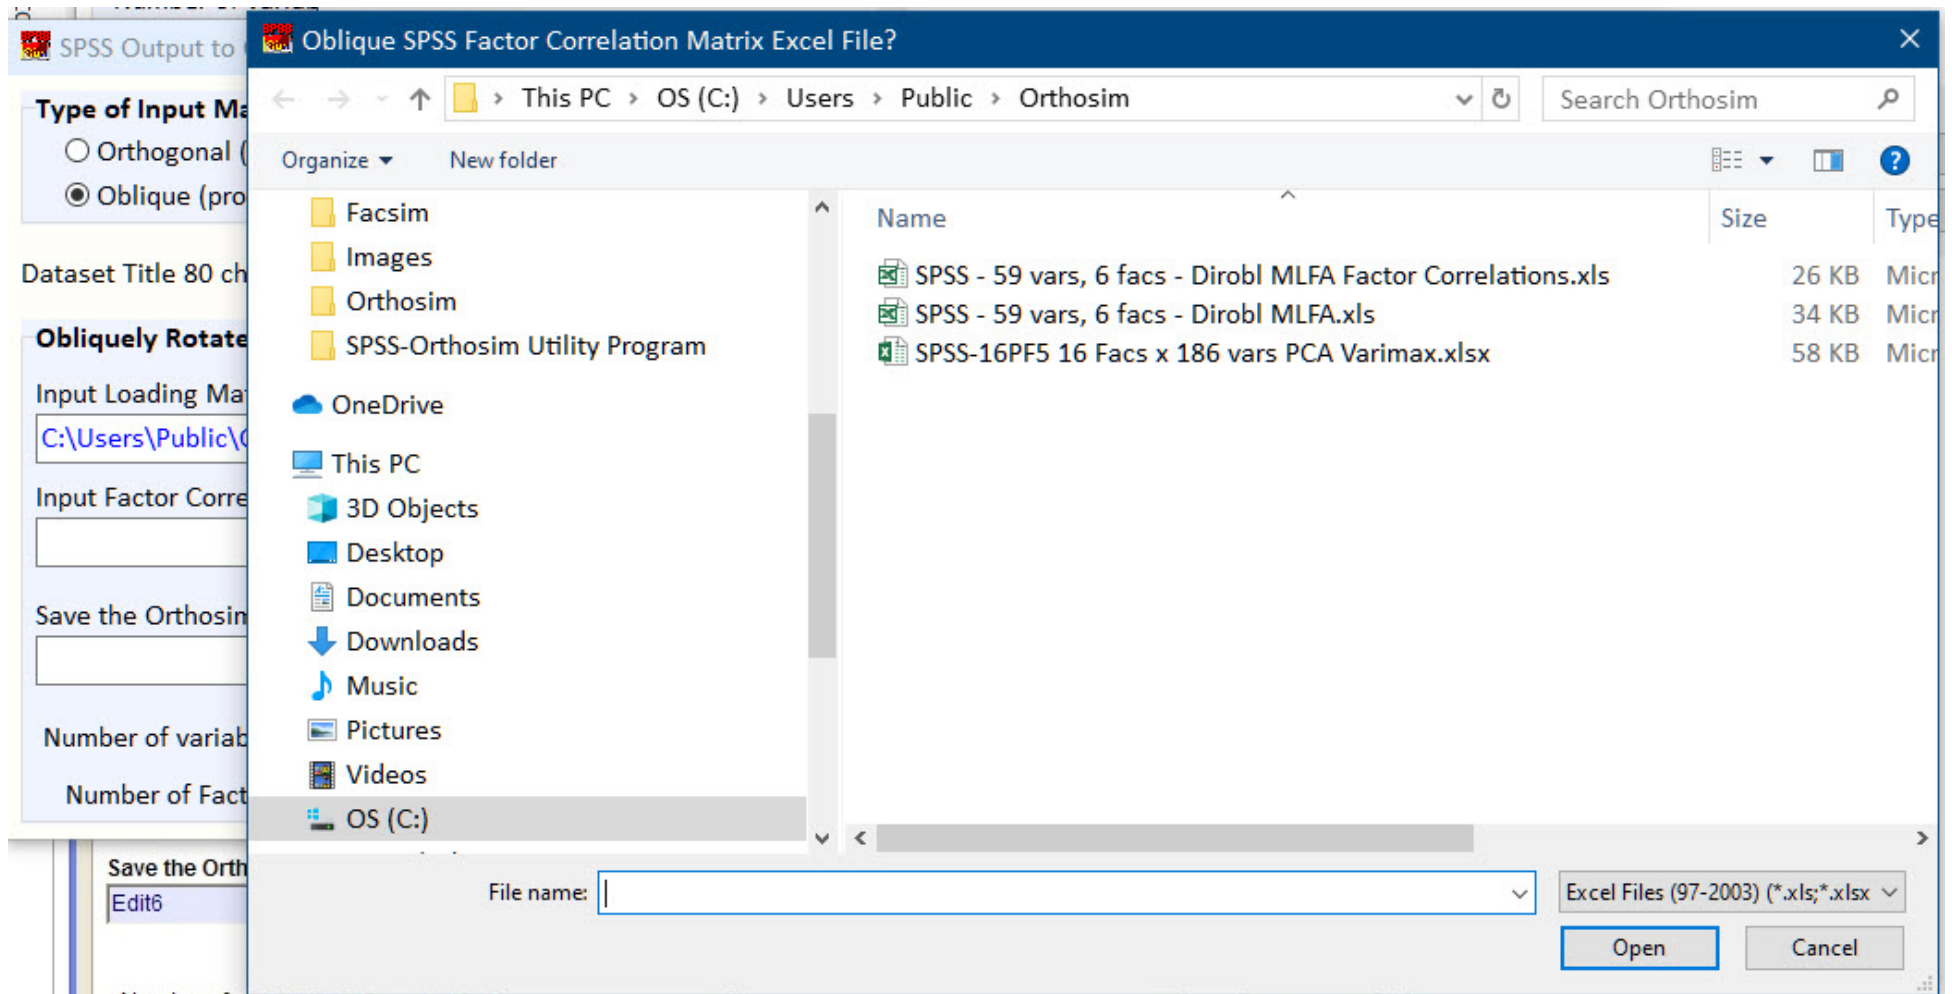 SPSS Output to
Oblique SPSS Factor Correlation Matrix Excel File?
This PC > OS (C:) > Users > Public > Orthosim
Search Orthosim
Organize
New folder
Type of Input Ma
Orthogonal (
Oblique (pro
Dataset Title 80 ch
Obliquely Rotate
Input Loading Ma
C:\Users\Public\
Input Factor Corre
Save the Orthosim
Number of variab
Number of Fact
Save the Orth
Edit6
Facsim
Images
Orthosim
SPSS-Orthosim Utility Program
OneDrive
This PC
3D Objects
Desktop
Documents
Downloads
Music
Pictures
Videos
OS (C:)
Name Size Type
SPSS - 59 vars, 6 facs - Dirobl MLFA Factor Correlations.xls 26 KB Micr
SPSS - 59 vars, 6 facs - Dirobl MLFA.xls 34 KB Micr
SPSS-16PF5 16 Facs x 186 vars PCA Varimax.xlsx 58 KB Micr
File name:
Excel Files (97-2003) (*.xls;*.xlsx
Open
Cancel